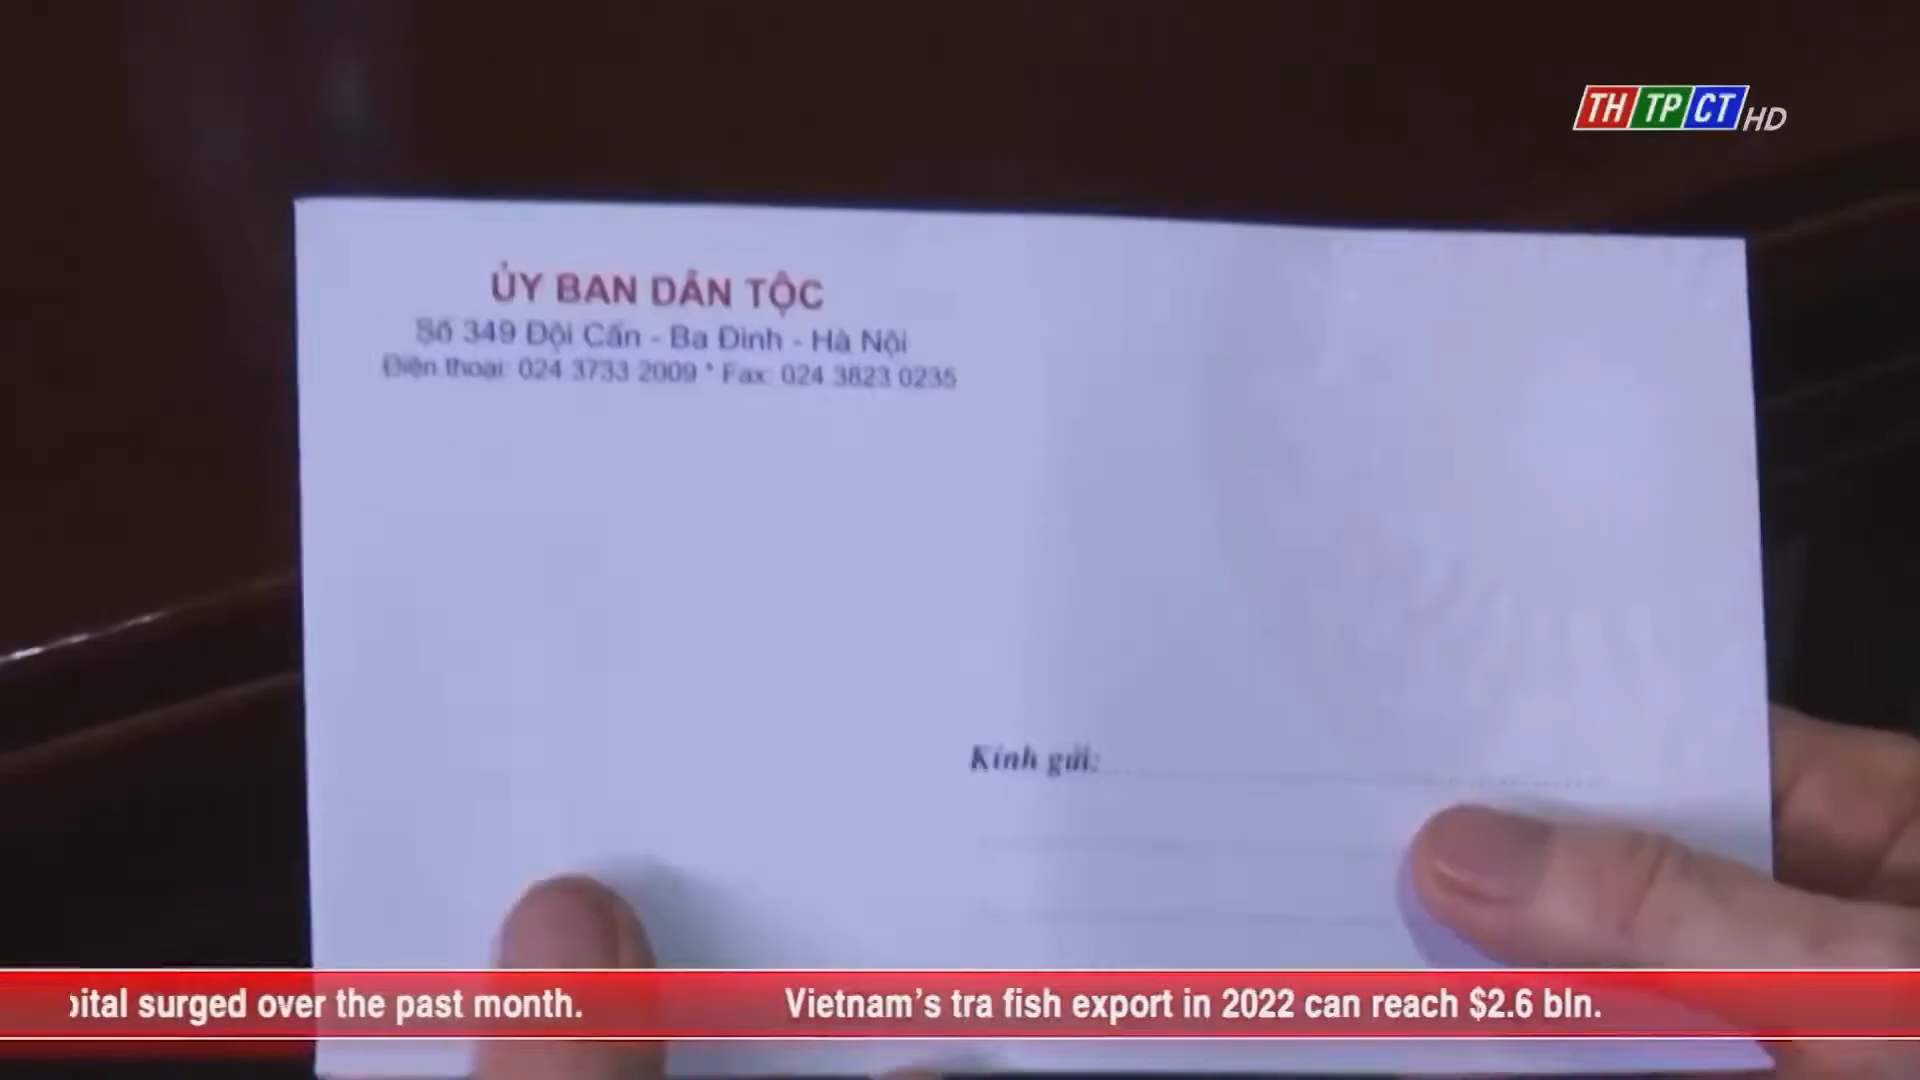 THTPCT HD
ỦY BAN DÂN TỘC
Số 349 Đội Cấn - Ba Đình - Hà Nội
Điện thoại: 024 3733 2009 * Fax: 024 3823 0235
Kính gửi:
surged over the past month.
Vietnam’s tra fish export in 2022 can reach $2.6 bln.